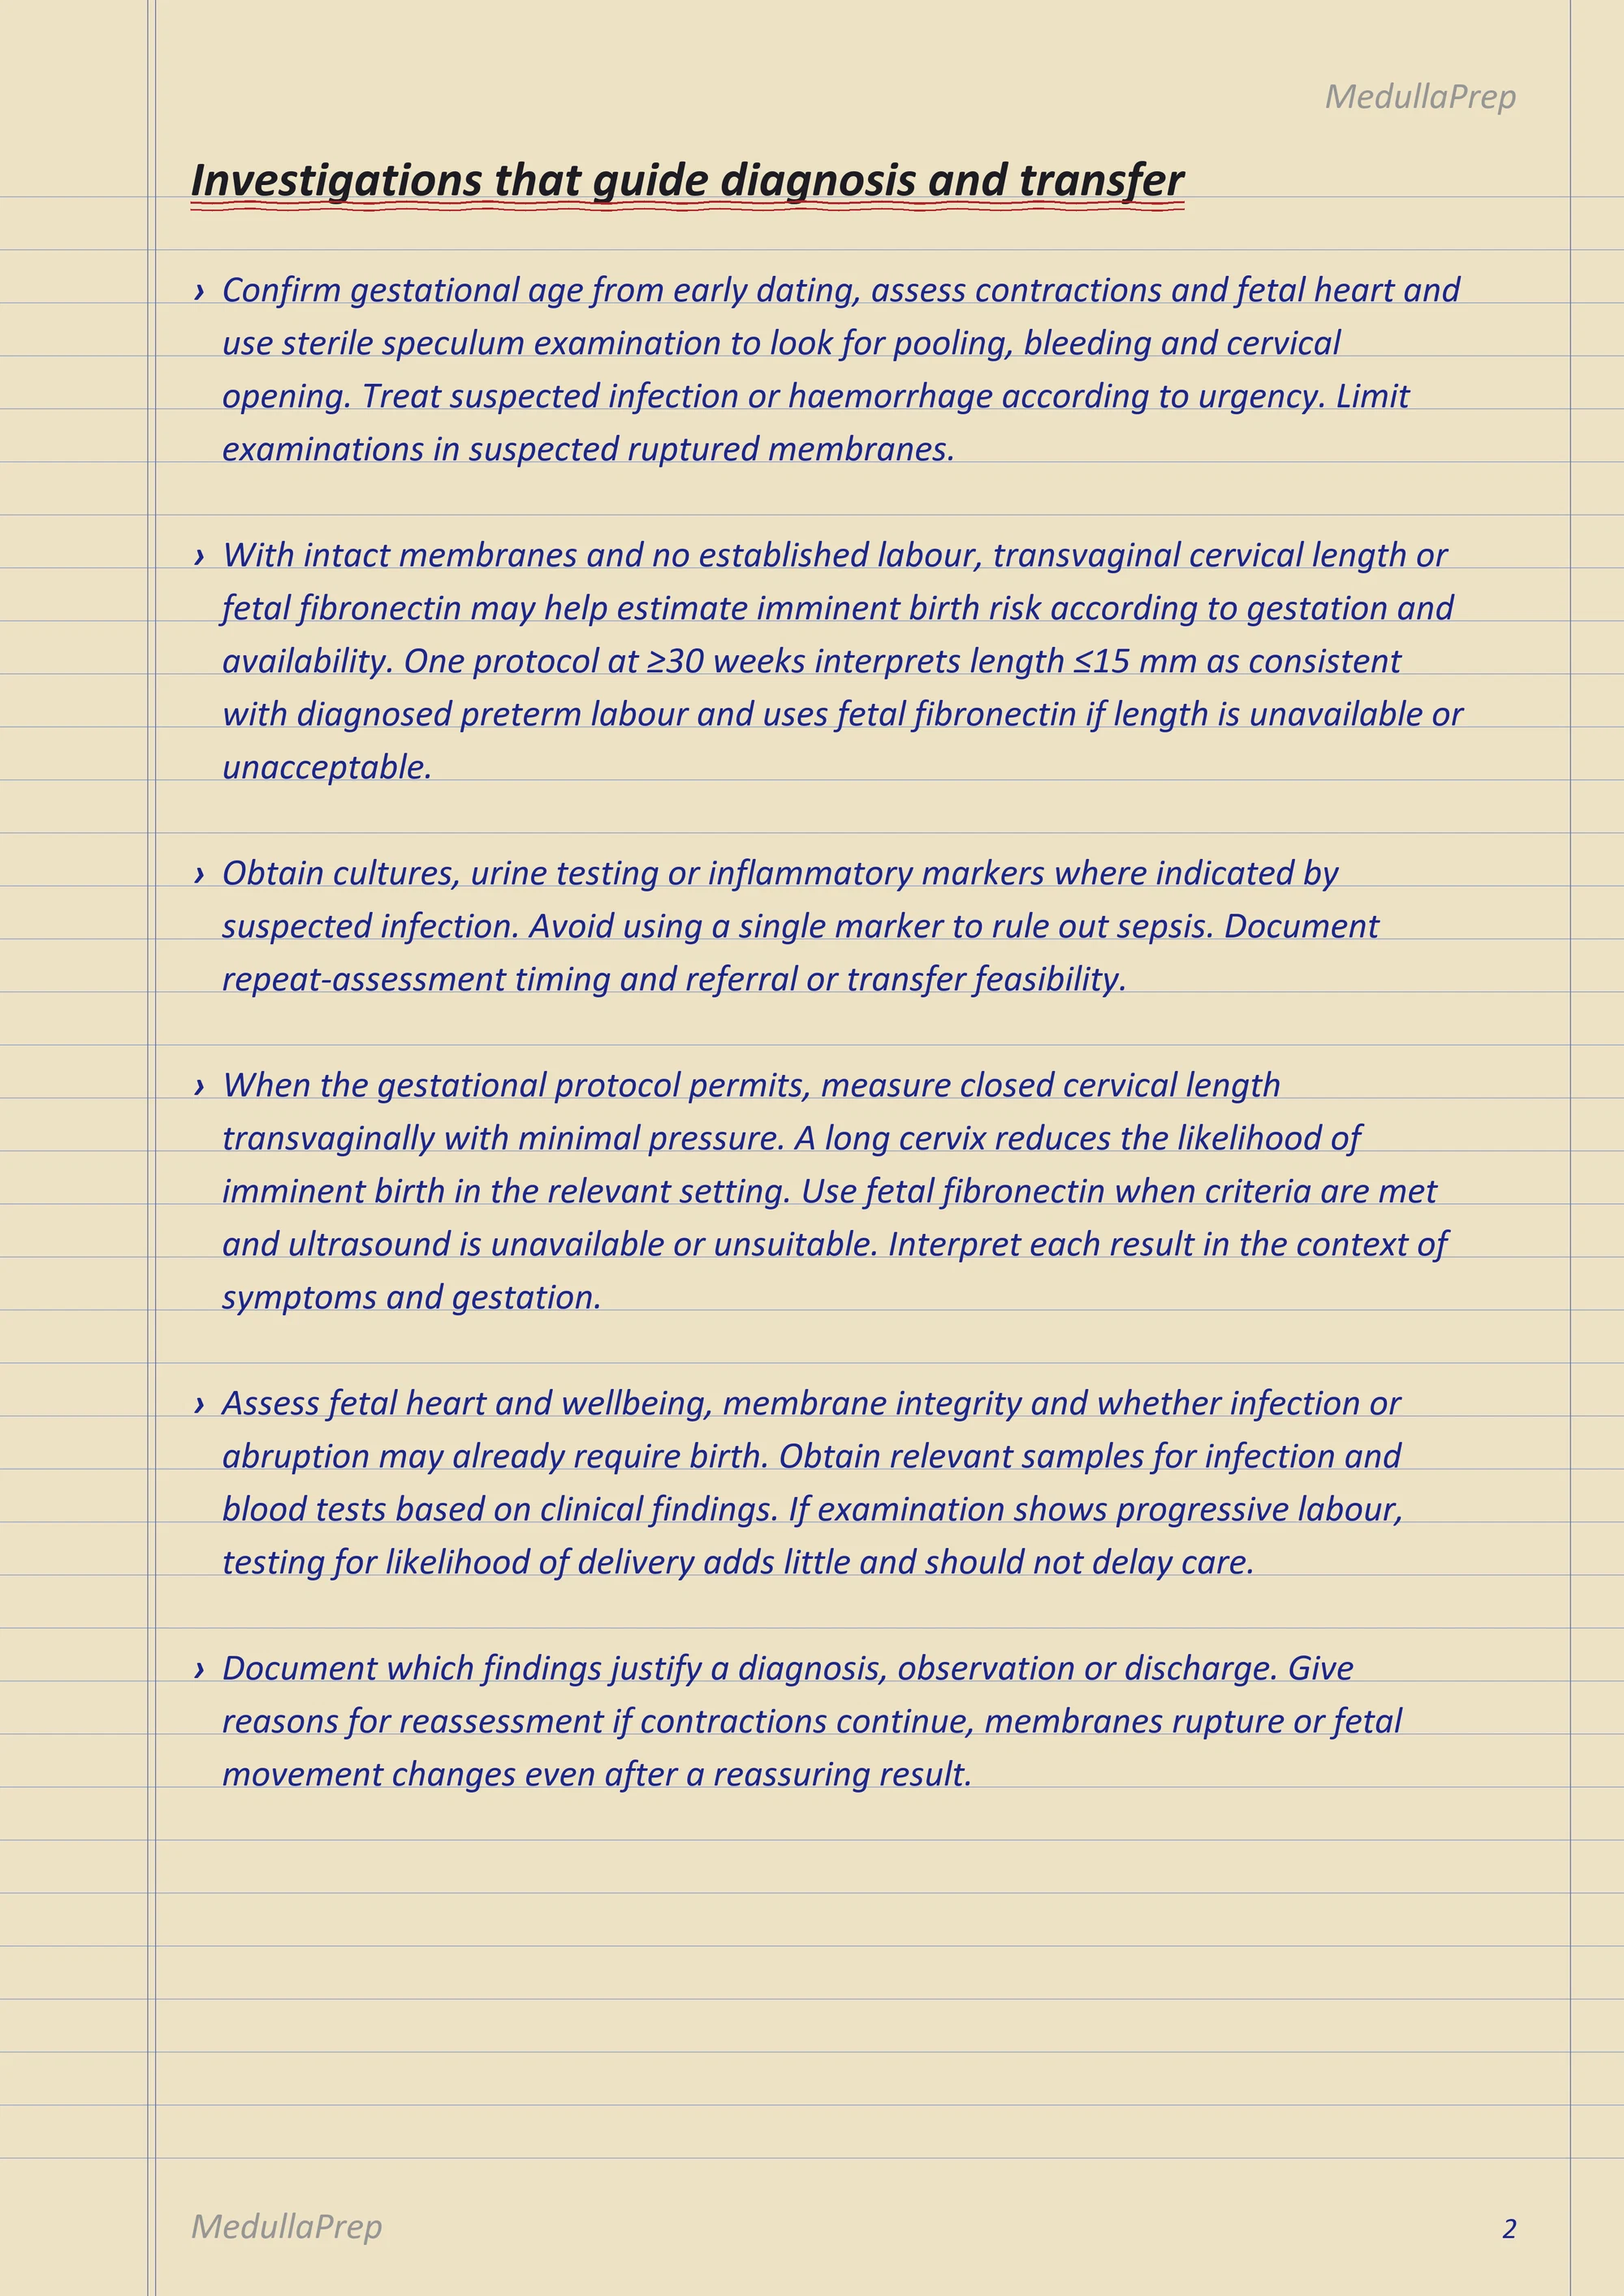 MedullaPrep
Investigations that guide diagnosis and transfer
› Confirm gestational age from early dating, assess contractions and fetal heart and
use sterile speculum examination to look for pooling, bleeding and cervical
opening. Treat suspected infection or haemorrhage according to urgency. Limit
examinations in suspected ruptured membranes.
› With intact membranes and no established labour, transvaginal cervical length or
fetal fibronectin may help estimate imminent birth risk according to gestation and
availability. One protocol at ≥30 weeks interprets length ≤15 mm as consistent
with diagnosed preterm labour and uses fetal fibronectin if length is unavailable or
unacceptable.
› Obtain cultures, urine testing or inflammatory markers where indicated by
suspected infection. Avoid using a single marker to rule out sepsis. Document
repeat-assessment timing and referral or transfer feasibility.
› When the gestational protocol permits, measure closed cervical length
transvaginally with minimal pressure. A long cervix reduces the likelihood of
imminent birth in the relevant setting. Use fetal fibronectin when criteria are met
and ultrasound is unavailable or unsuitable. Interpret each result in the context of
symptoms and gestation.
› Assess fetal heart and wellbeing, membrane integrity and whether infection or
abruption may already require birth. Obtain relevant samples for infection and
blood tests based on clinical findings. If examination shows progressive labour,
testing for likelihood of delivery adds little and should not delay care.
› Document which findings justify a diagnosis, observation or discharge. Give
reasons for reassessment if contractions continue, membranes rupture or fetal
movement changes even after a reassuring result.
MedullaPrep
2